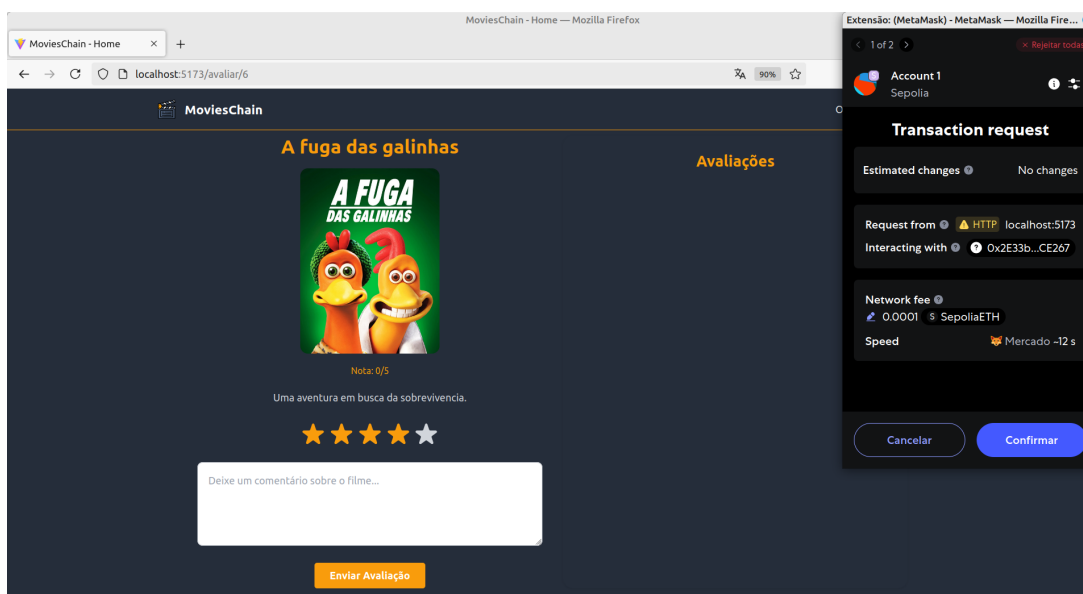 MoviesChain - Home — Mozilla Firefox
MoviesChain - Home × +
localhost:5173/avaliar/6
90%
MoviesChain
A fuga das galinhas
A FUGA
DAS GALINHAS
Nota: 0/5
Uma aventura em busca da sobrevivencia.
Deixe um comentário sobre o filme...
Enviar Avaliação
Avaliações
Extensão: (MetaMask) - MetaMask — Mozilla Fire...
1 of 2
× Rejeitar todas
Account 1
Sepolia
Transaction request
Estimated changes ? No changes
Request from ? HTTP localhost:5173
Interacting with ? ? 0x2E33b...CE267
Network fee ?
0.0001 S SepoliaETH
Speed Mercado ~12 s
Cancelar Confirmar